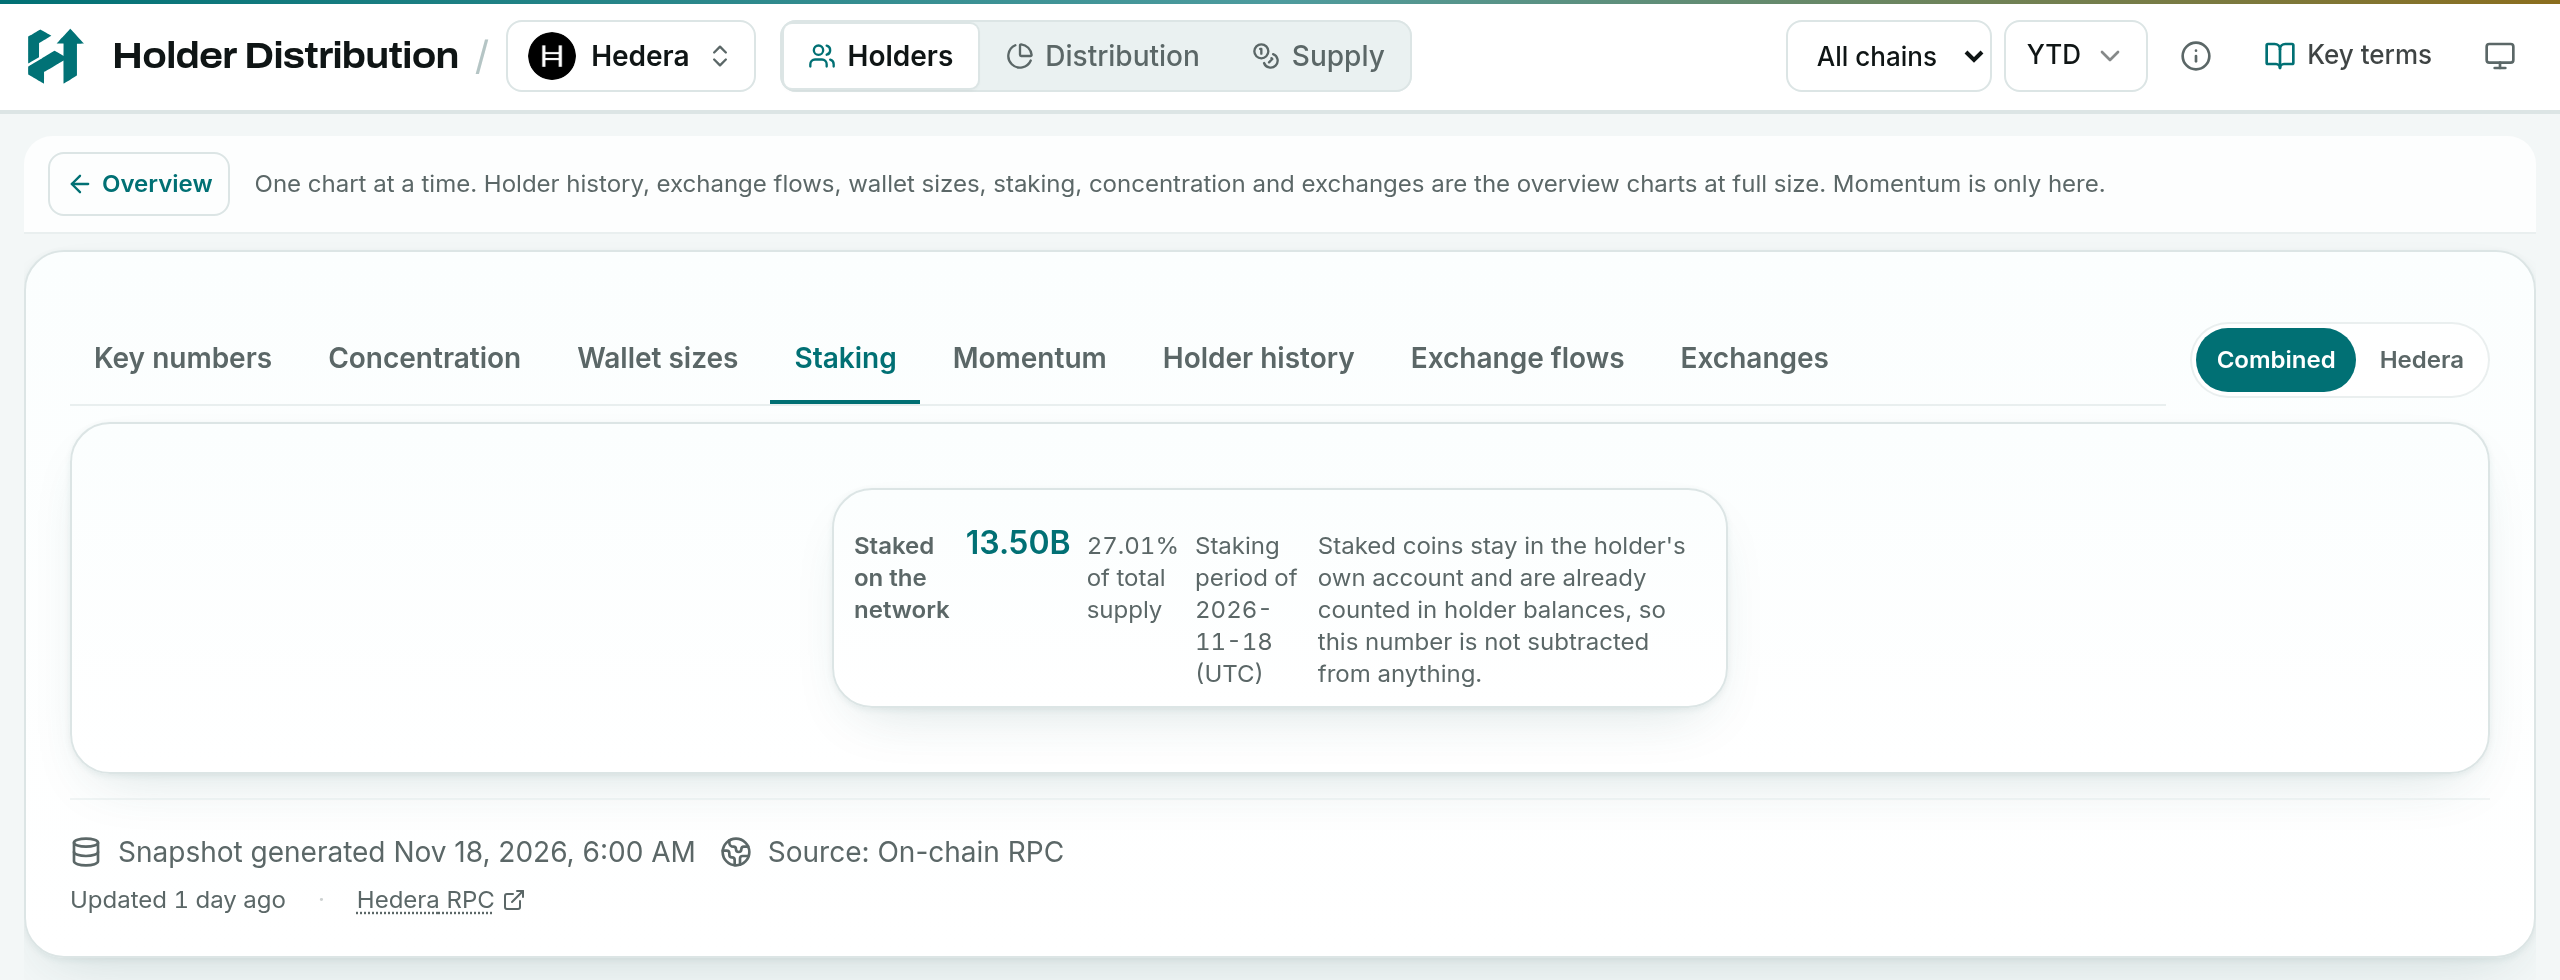 Holder Distribution / Hedera Holders Distribution Supply All chains YTD Key terms
Overview One chart at a time. Holder history, exchange flows, wallet sizes, staking, concentration and exchanges are the overview charts at full size. Momentum is only here.
Key numbers Concentration Wallet sizes Staking Momentum Holder history Exchange flows Exchanges Combined Hedera
Staked
on the
network
13.50B
27.01%
of total
supply
Staking
period of
2026-
11-18
(UTC)
Staked coins stay in the holder's
own account and are already
counted in holder balances, so
this number is not subtracted
from anything.
Snapshot generated Nov 18, 2026, 6:00 AM Source: On-chain RPC
Updated 1 day ago · Hedera RPC